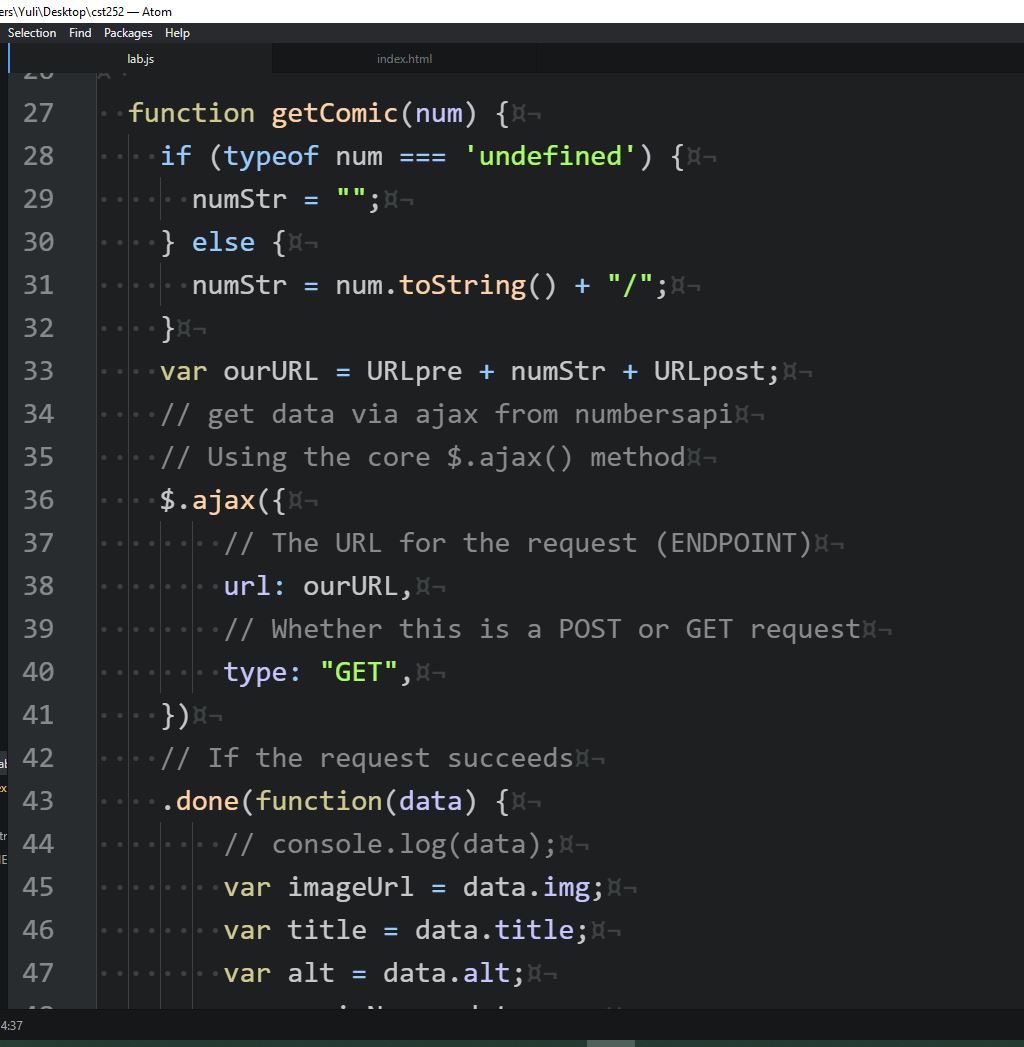 ers\Yuli\Desktop\cst252 — Atom
Selection Find Packages Help
lab.js index.html
27 function getComic(num) {
28 if (typeof num === 'undefined') {
29 numStr = "";
30 } else {
31 numStr = num.toString() + "/";
32 }
33 var ourURL = URLpre + numStr + URLpost;
34 // get data via ajax from numbersapi
35 // Using the core $.ajax() method
36 $.ajax({
37 // The URL for the request (ENDPOINT)
38 url: ourURL,
39 // Whether this is a POST or GET request
40 type: "GET",
41 })
42 // If the request succeeds
43 .done(function(data) {
44 // console.log(data);
45 var imageUrl = data.img;
46 var title = data.title;
47 var alt = data.alt;
4:37